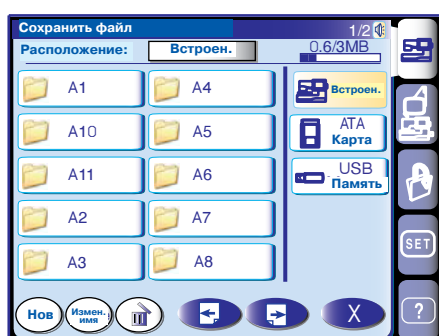 Сохранить файл 1/2
Расположение: Встроен. 0.6/3MB
A1 A4 Встроен.
A10 A5 ATA Карта
A11 A6 USB Память
A2 A7
A3 A8
Нов Измен. имя X
SET
?